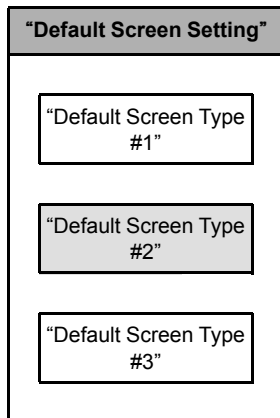 “Default Screen Setting”
“Default Screen Type
#1”
“Default Screen Type
#2”
“Default Screen Type
#3”